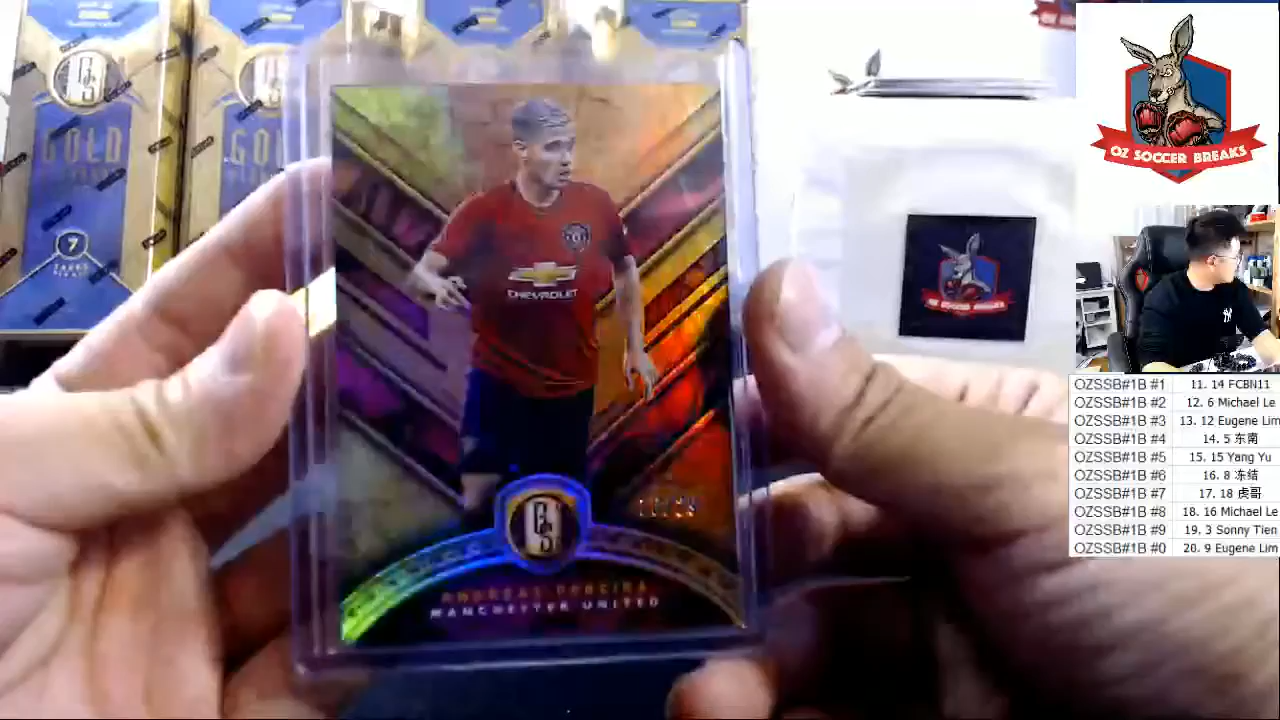 GOLD
GOLD
7
CHEVROLET
ANDREAS PEREIRA
MANCHESTER UNITED
OZ SOCCER BREAKS
OZ SOCCER BREAKS
OZSSB#1B #1 11. 14 FCBN11
OZSSB#1B #2 12. 6 Michael Le
OZSSB#1B #3 13. 12 Eugene Lim
OZSSB#1B #4 14. 5 东南
OZSSB#1B #5 15. 15 Yang Yu
OZSSB#1B #6 16. 8 冻结
OZSSB#1B #7 17. 18 虎哥
OZSSB#1B #8 18. 16 Michael Le
OZSSB#1B #9 19. 3 Sonny Tien
OZSSB#1B #0 20. 9 Eugene Lim